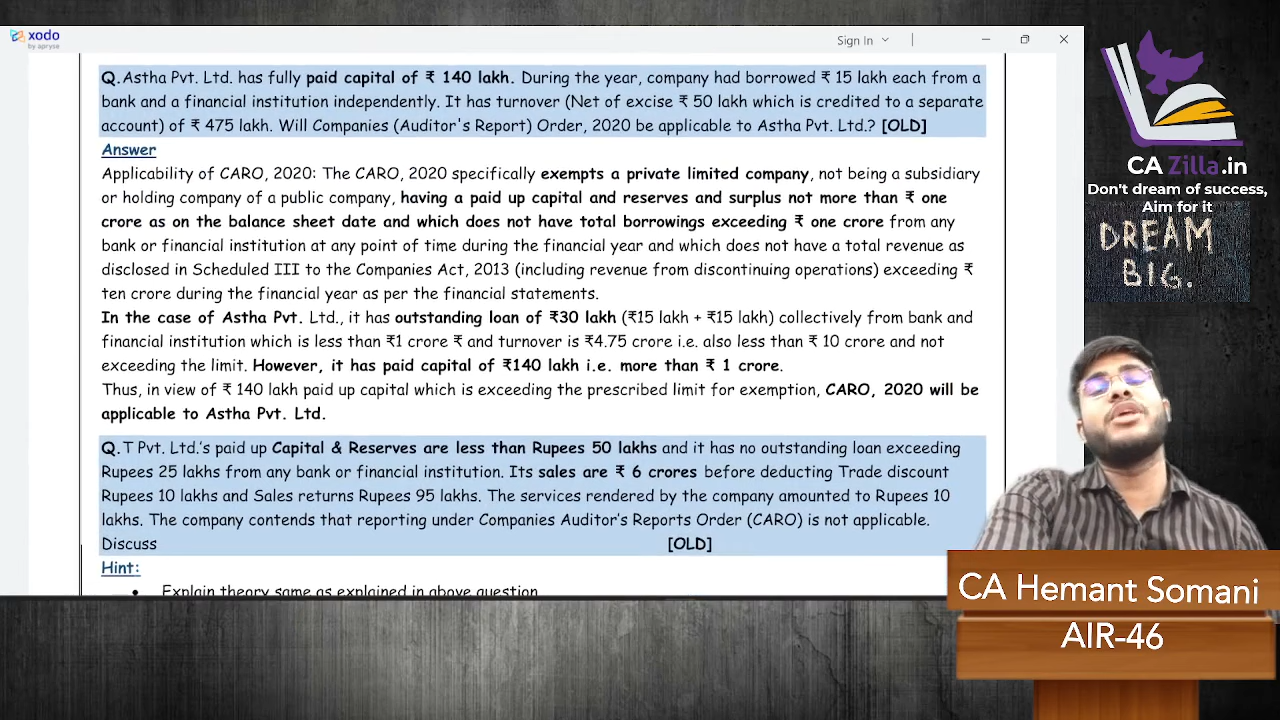 xodo
by apryse
Sign In
Q.Astha Pvt. Ltd. has fully paid capital of ₹ 140 lakh. During the year, company had borrowed ₹ 15 lakh each from a
bank and a financial institution independently. It has turnover (Net of excise ₹ 50 lakh which is credited to a separate
account) of ₹ 475 lakh. Will Companies (Auditor's Report) Order, 2020 be applicable to Astha Pvt. Ltd.? [OLD]
Answer
Applicability of CARO, 2020: The CARO, 2020 specifically exempts a private limited company, not being a subsidiary
or holding company of a public company, having a paid up capital and reserves and surplus not more than ₹ one
crore as on the balance sheet date and which does not have total borrowings exceeding ₹ one crore from any
bank or financial institution at any point of time during the financial year and which does not have a total revenue as
disclosed in Scheduled III to the Companies Act, 2013 (including revenue from discontinuing operations) exceeding ₹
ten crore during the financial year as per the financial statements.
In the case of Astha Pvt. Ltd., it has outstanding loan of ₹30 lakh (₹15 lakh + ₹15 lakh) collectively from bank and
financial institution which is less than ₹1 crore ₹ and turnover is ₹4.75 crore i.e. also less than ₹ 10 crore and not
exceeding the limit. However, it has paid capital of ₹140 lakh i.e. more than ₹ 1 crore.
Thus, in view of ₹ 140 lakh paid up capital which is exceeding the prescribed limit for exemption, CARO, 2020 will be
applicable to Astha Pvt. Ltd.
Q.T Pvt. Ltd.'s paid up Capital & Reserves are less than Rupees 50 lakhs and it has no outstanding loan exceeding
Rupees 25 lakhs from any bank or financial institution. Its sales are ₹ 6 crores before deducting Trade discount
Rupees 10 lakhs and Sales returns Rupees 95 lakhs. The services rendered by the company amounted to Rupees 10
lakhs. The company contends that reporting under Companies Auditor's Reports Order (CARO) is not applicable.
Discuss [OLD]
Hint:
• Explain theory same as explained in above question
CA Zilla.in
Don't dream of success,
Aim for it
DREAM
BIG.
CA Hemant Somani
AIR-46